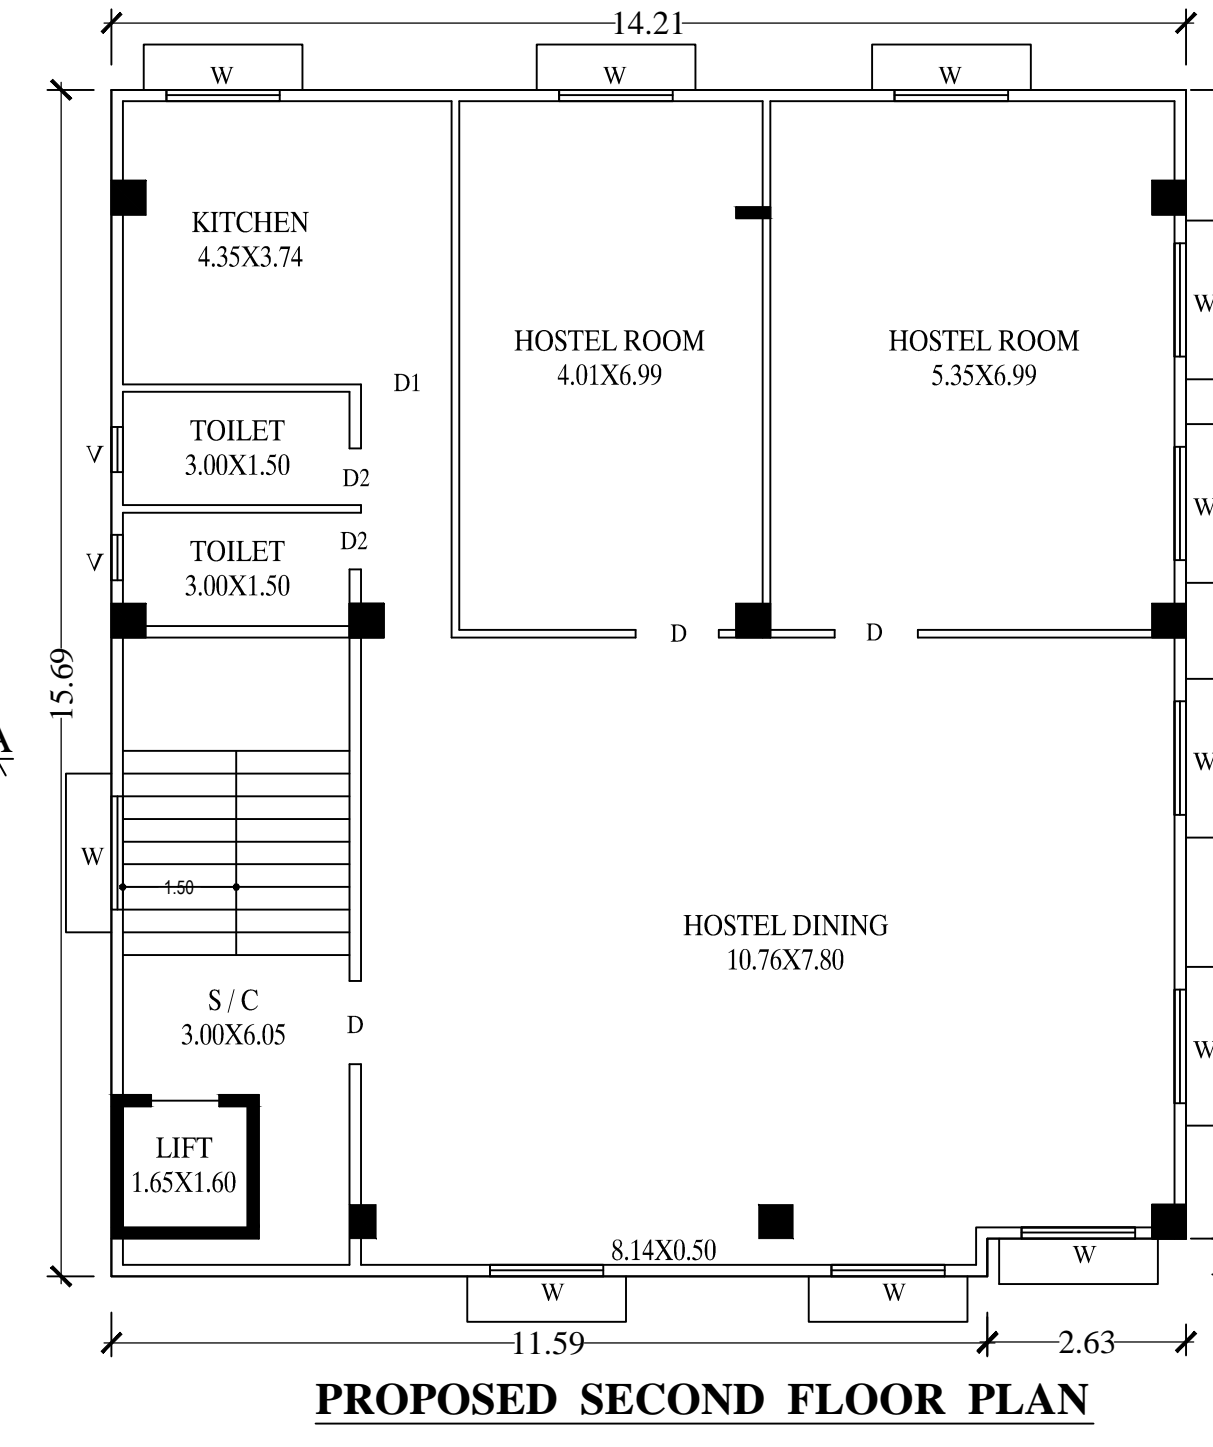 14.21
W
W
W
KITCHEN
4.35X3.74
W
HOSTEL ROOM
4.01X6.99
HOSTEL ROOM
5.35X6.99
D1
TOILET
3.00X1.50
V
D2
W
TOILET
3.00X1.50
V
D2
D
D
15.69
A
W
W
1.50
HOSTEL DINING
10.76X7.80
S / C
3.00X6.05
D
W
LIFT
1.65X1.60
8.14X0.50
W
W
W
11.59
2.63
PROPOSED SECOND FLOOR PLAN